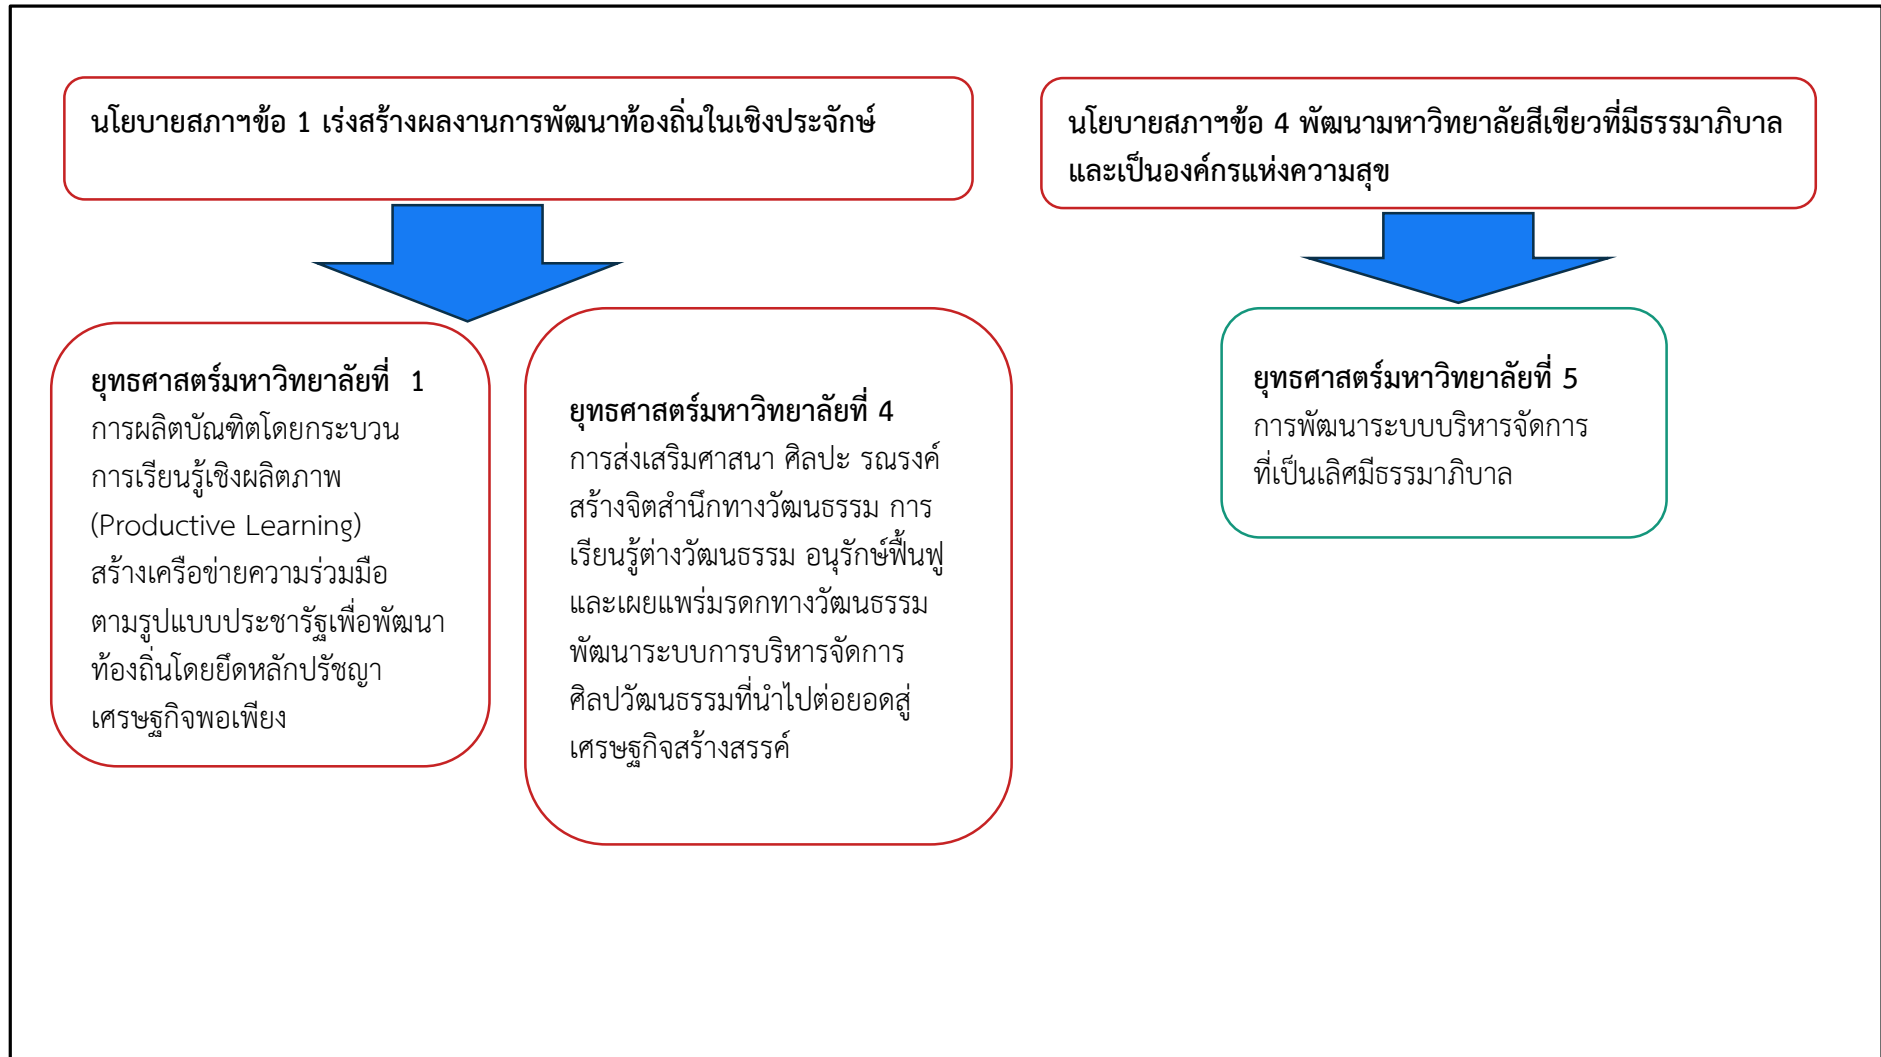 นโยบายสภาฯข้อ 1 เร่งสร้างผลงานการพัฒนาท้องถิ่นในเชิงประจักษ์
นโยบายสภาฯข้อ 4 พัฒนามหาวิทยาลัยสีเขียวที่มีธรรมาภิบาล
และเป็นองค์กรแห่งความสุข
ยุทธศาสตร์มหาวิทยาลัยที่ 1
การผลิตบัณฑิตโดยกระบวน
การเรียนรู้เชิงผลิตภาพ
(Productive Learning)
สร้างเครือข่ายความร่วมมือ
ตามรูปแบบประชารัฐเพื่อพัฒนา
ท้องถิ่นโดยยึดหลักปรัชญา
เศรษฐกิจพอเพียง
ยุทธศาสตร์มหาวิทยาลัยที่ 4
การส่งเสริมศาสนา ศิลปะ รณรงค์
สร้างจิตสำนึกทางวัฒนธรรม การ
เรียนรู้ต่างวัฒนธรรม อนุรักษ์ฟื้นฟู
และเผยแพร่มรดกทางวัฒนธรรม
พัฒนาระบบการบริหารจัดการ
ศิลปวัฒนธรรมที่นำไปต่อยอดสู่
เศรษฐกิจสร้างสรรค์
ยุทธศาสตร์มหาวิทยาลัยที่ 5
การพัฒนาระบบบริหารจัดการ
ที่เป็นเลิศมีธรรมาภิบาล